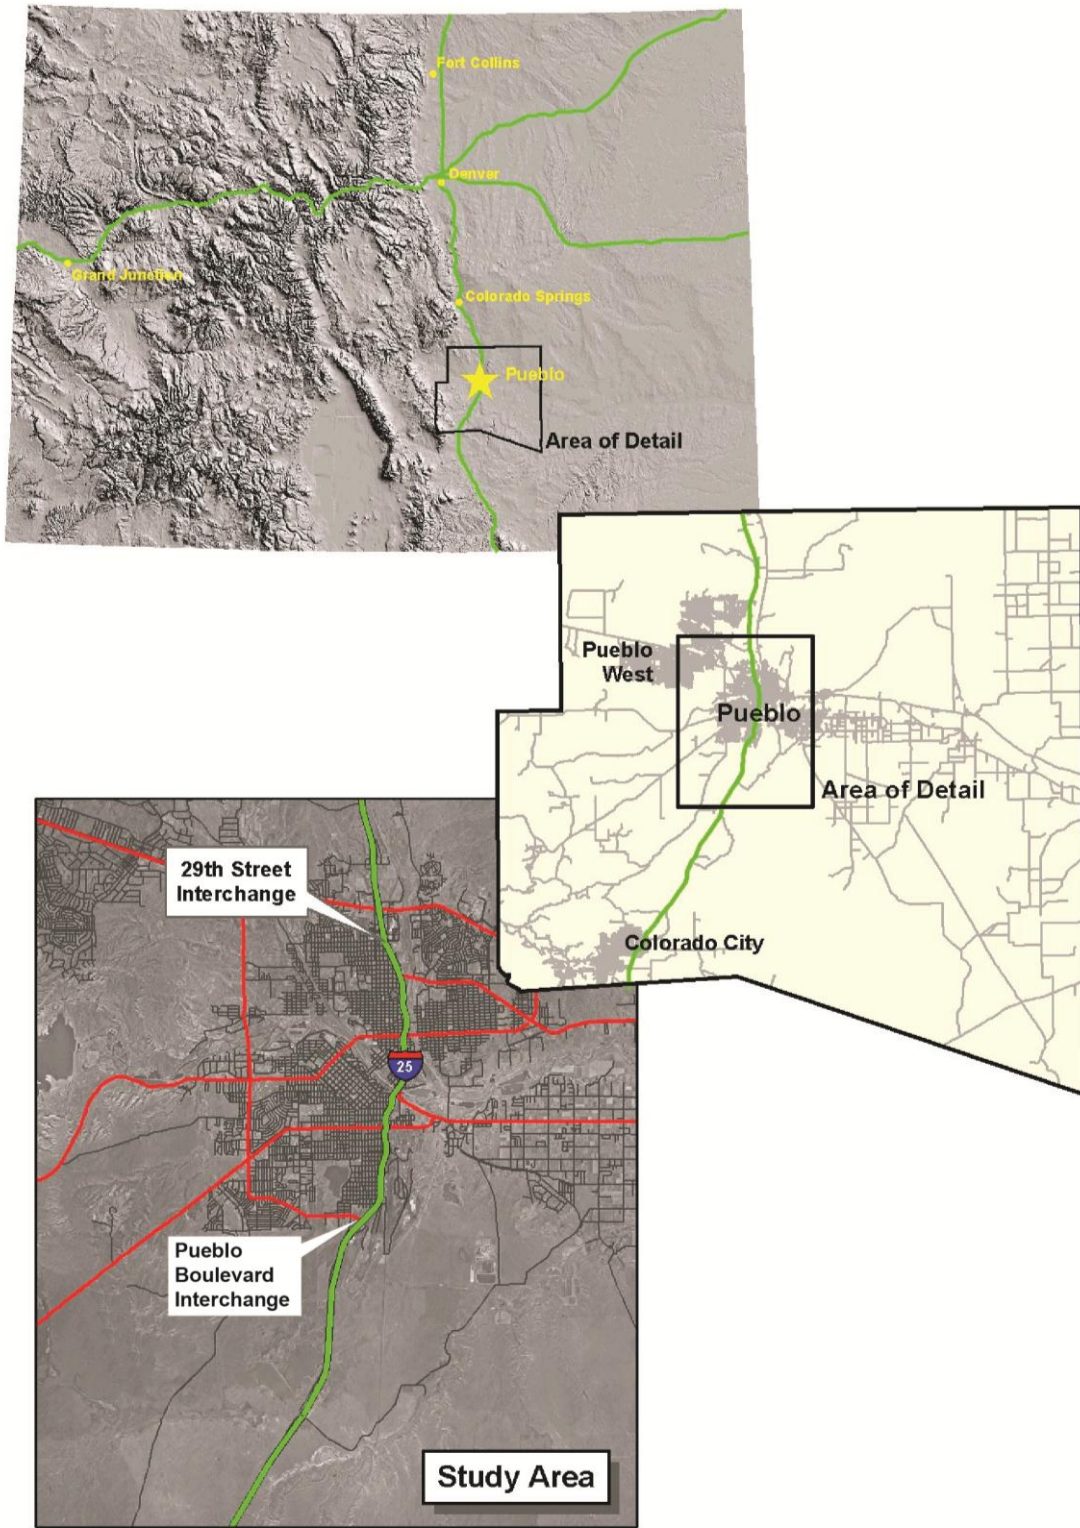 Fort Collins
Denver
Grand Junction
Colorado Springs
Pueblo
Area of Detail
Pueblo
West
Pueblo
Area of Detail
Colorado City
29th Street
Interchange
25
Pueblo
Boulevard
Interchange
Study Area